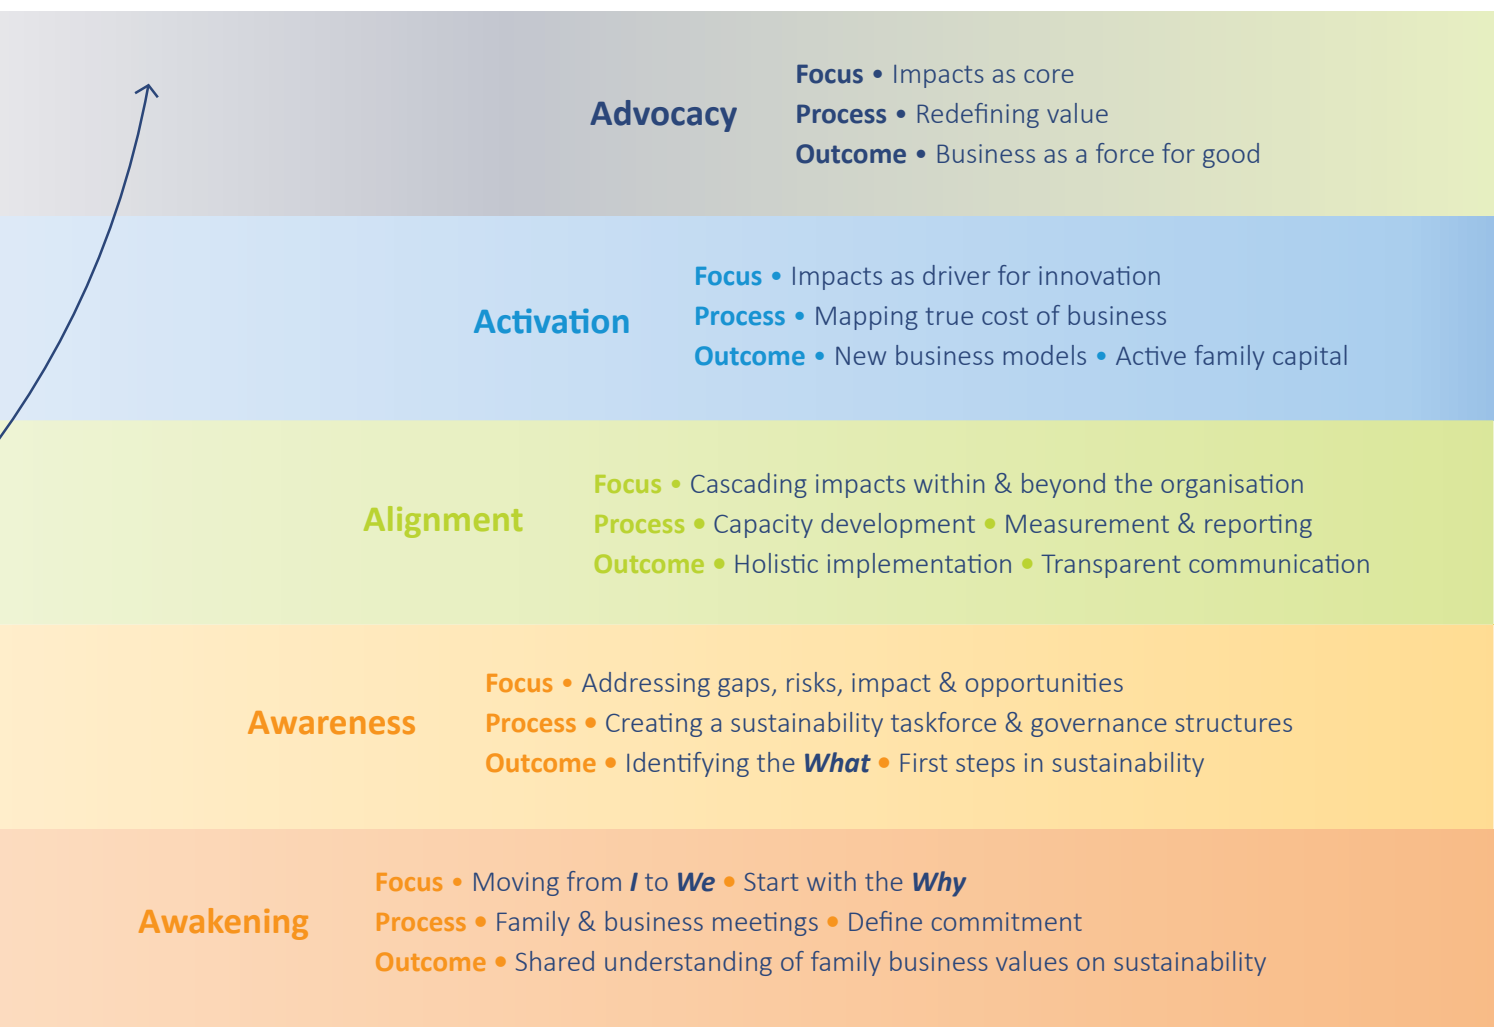 Advocacy
Focus • Impacts as core
Process • Redefining value
Outcome • Business as a force for good
Activation
Focus • Impacts as driver for innovation
Process • Mapping true cost of business
Outcome • New business models • Active family capital
Alignment
Focus • Cascading impacts within & beyond the organisation
Process • Capacity development • Measurement & reporting
Outcome • Holistic implementation • Transparent communication
Awareness
Focus • Addressing gaps, risks, impact & opportunities
Process • Creating a sustainability taskforce & governance structures
Outcome • Identifying the What • First steps in sustainability
Awakening
Focus • Moving from I to We • Start with the Why
Process • Family & business meetings • Define commitment
Outcome • Shared understanding of family business values on sustainability